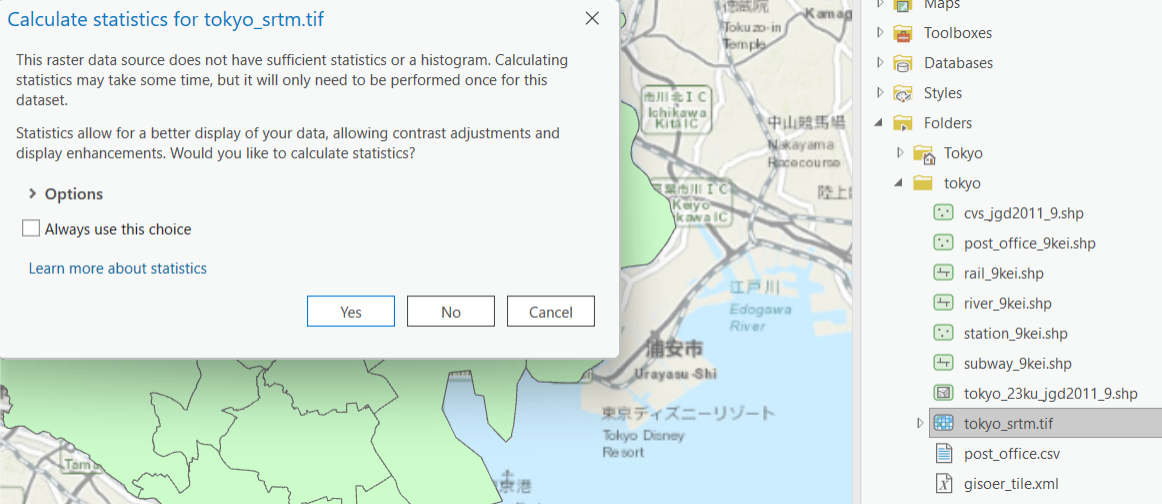 Calculate statistics for tokyo_srtm.tif
This raster data source does not have sufficient statistics or a histogram. Calculating
statistics may take some time, but it will only need to be performed once for this
dataset.
Statistics allow for a better display of your data, allowing contrast adjustments and
display enhancements. Would you like to calculate statistics?
Options
Always use this choice
Learn more about statistics
Yes
No
Cancel
Tokuzo-in
Temple
Kamag
市川北IC
Ichikawa
Kita IC
中山競馬場
Nakayama
Racecourse
葉市川IC
Keiyo
kawa IC
陸上
江戸川
Edogawa
River
浦安市
Urayasu-Shi
東京ディズニーリゾート
Tokyo Disney
Resort
Tama
京港
Maps
Toolboxes
Databases
Styles
Folders
Tokyo
tokyo
cvs_jgd2011_9.shp
post_office_9kei.shp
rail_9kei.shp
river_9kei.shp
station_9kei.shp
subway_9kei.shp
tokyo_23ku_jgd2011_9.shp
tokyo_srtm.tif
post_office.csv
gisoer_tile.xml